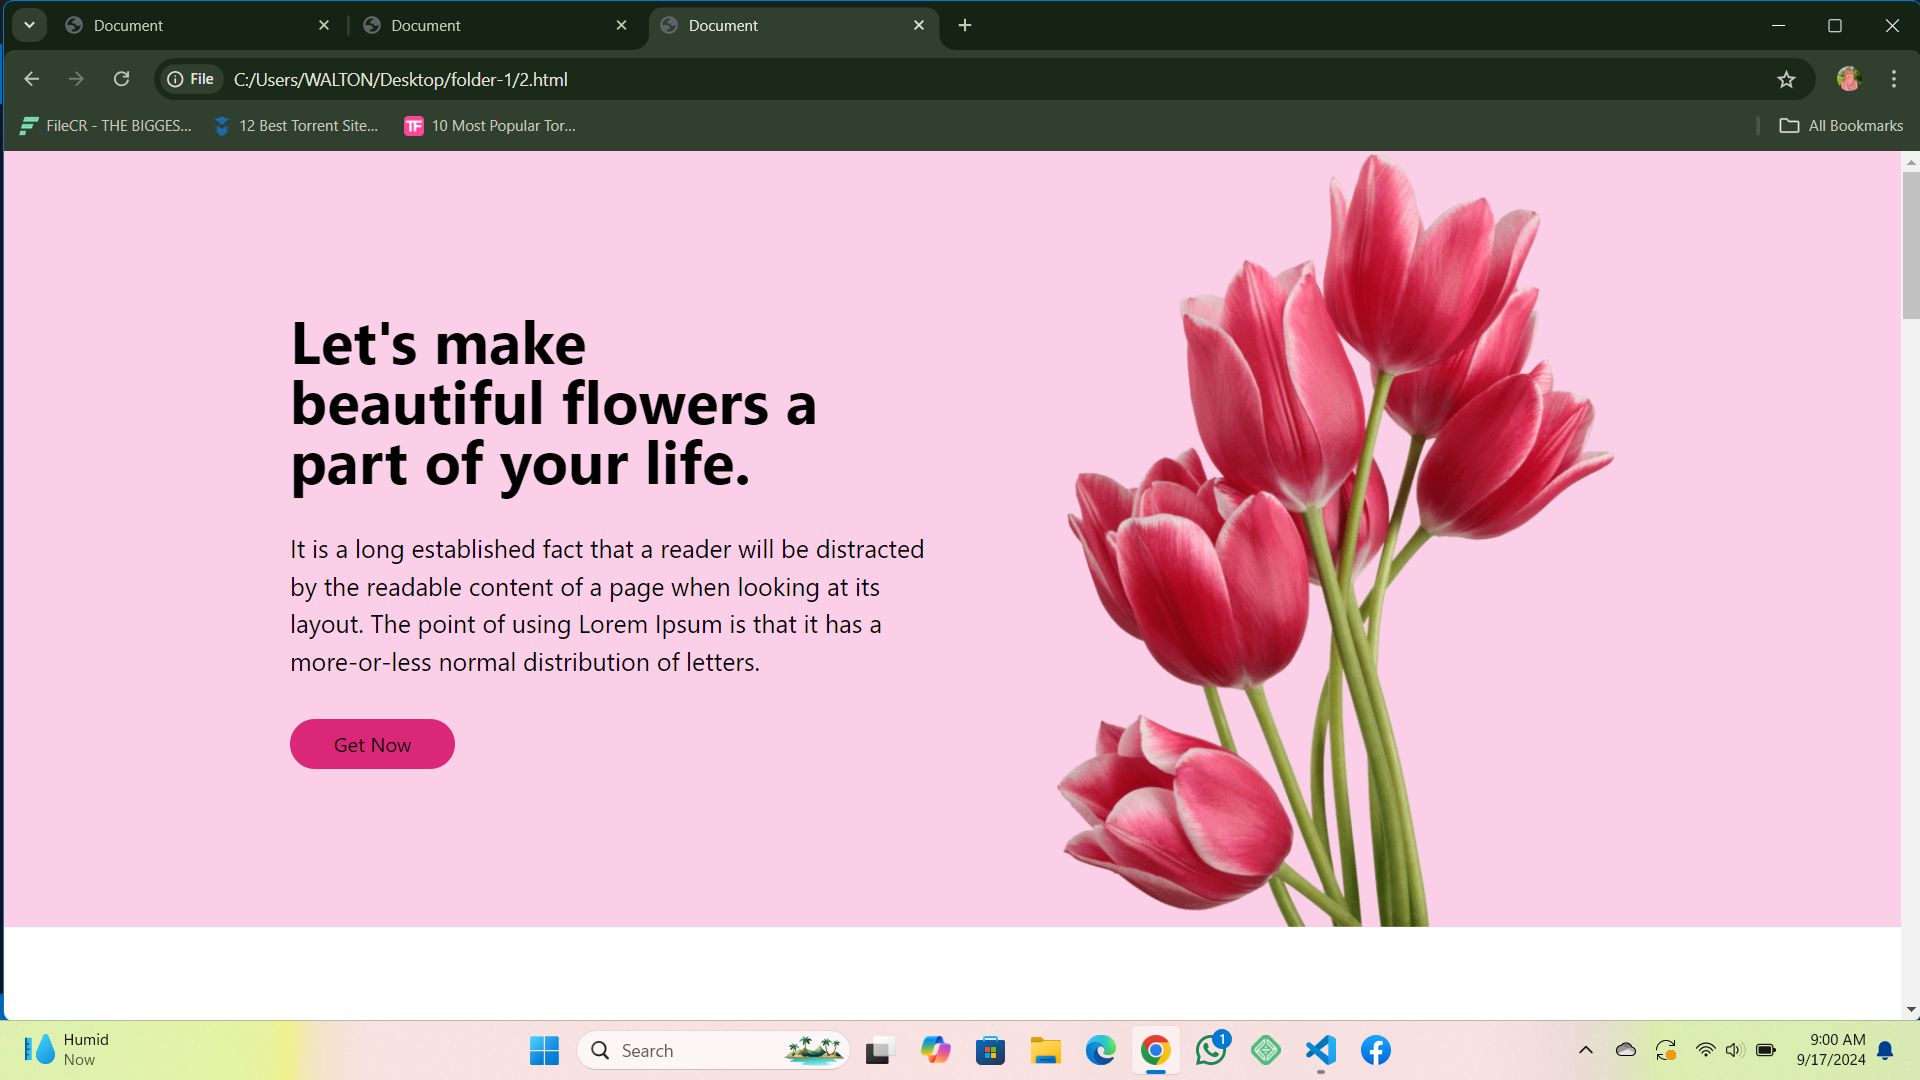 Document
Document
Document
File
C:/Users/WALTON/Desktop/folder-1/2.html
FileCR - THE BIGGES...
12 Best Torrent Site...
TF
10 Most Popular Tor...
All Bookmarks
Let's make
beautiful flowers a
part of your life.
It is a long established fact that a reader will be distracted
by the readable content of a page when looking at its
layout. The point of using Lorem Ipsum is that it has a
more-or-less normal distribution of letters.
Get Now
Humid
Now
Search
1
9:00 AM
9/17/2024